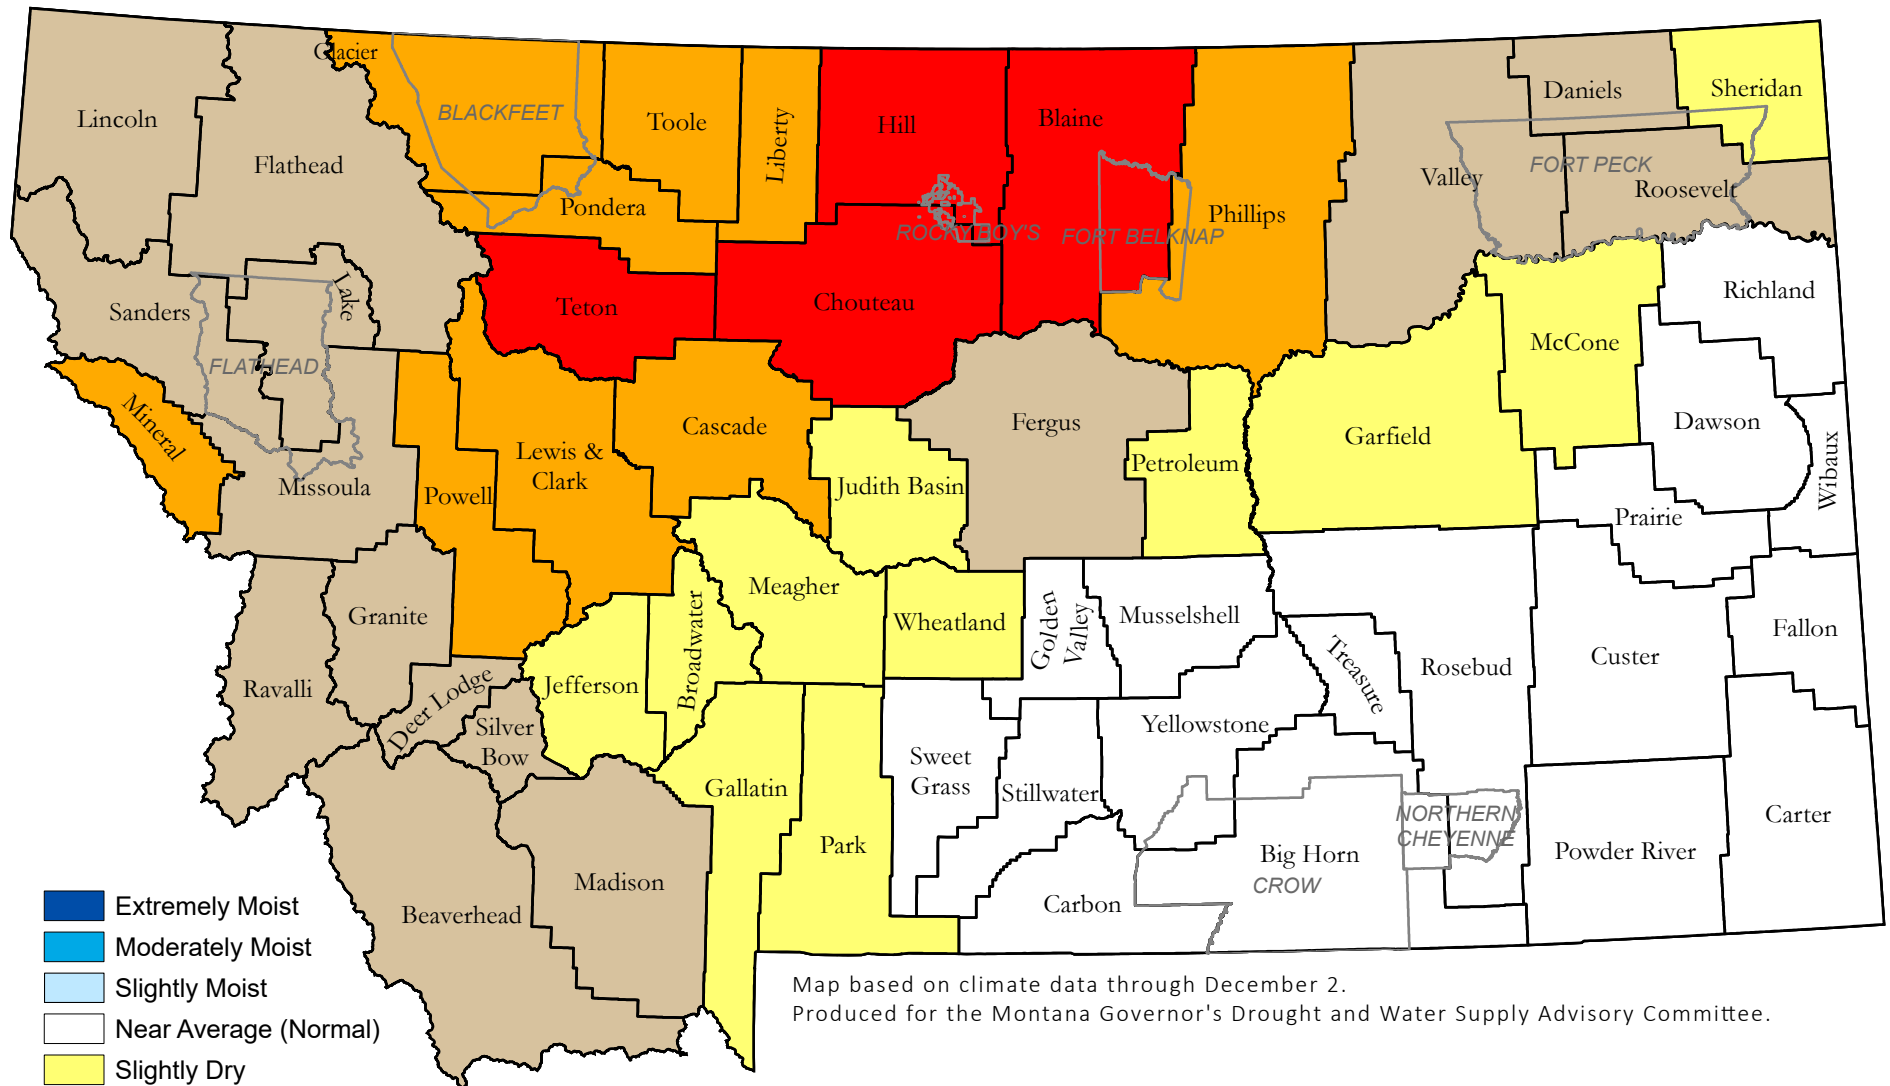 Glacier
Lincoln
Flathead
BLACKFEET
Toole
Liberty
Hill
Blaine
Phillips
Daniels
Sheridan
FORT PECK
Valley
Roosevelt
Pondera
ROCKY BOY'S
FORT BELKNAP
Sanders
Lake
Teton
Chouteau
Richland
McCone
FLATHEAD
Mineral
Missoula
Powell
Lewis &
Clark
Cascade
Judith Basin
Fergus
Petroleum
Garfield
Dawson
Wibaux
Prairie
Granite
Ravalli
Deer Lodge
Silver
Bow
Jefferson
Broadwater
Meagher
Wheatland
Golden
Valley
Musselshell
Treasure
Rosebud
Custer
Fallon
Yellowstone
Sweet
Grass
Stillwater
Gallatin
Park
Madison
Beaverhead
Carbon
Big Horn
CROW
NORTHERN
CHEYENNE
Powder River
Carter
Extremely Moist
Moderately Moist
Slightly Moist
Near Average (Normal)
Slightly Dry
Map based on climate data through December 2.
Produced for the Montana Governor's Drought and Water Supply Advisory Committee.